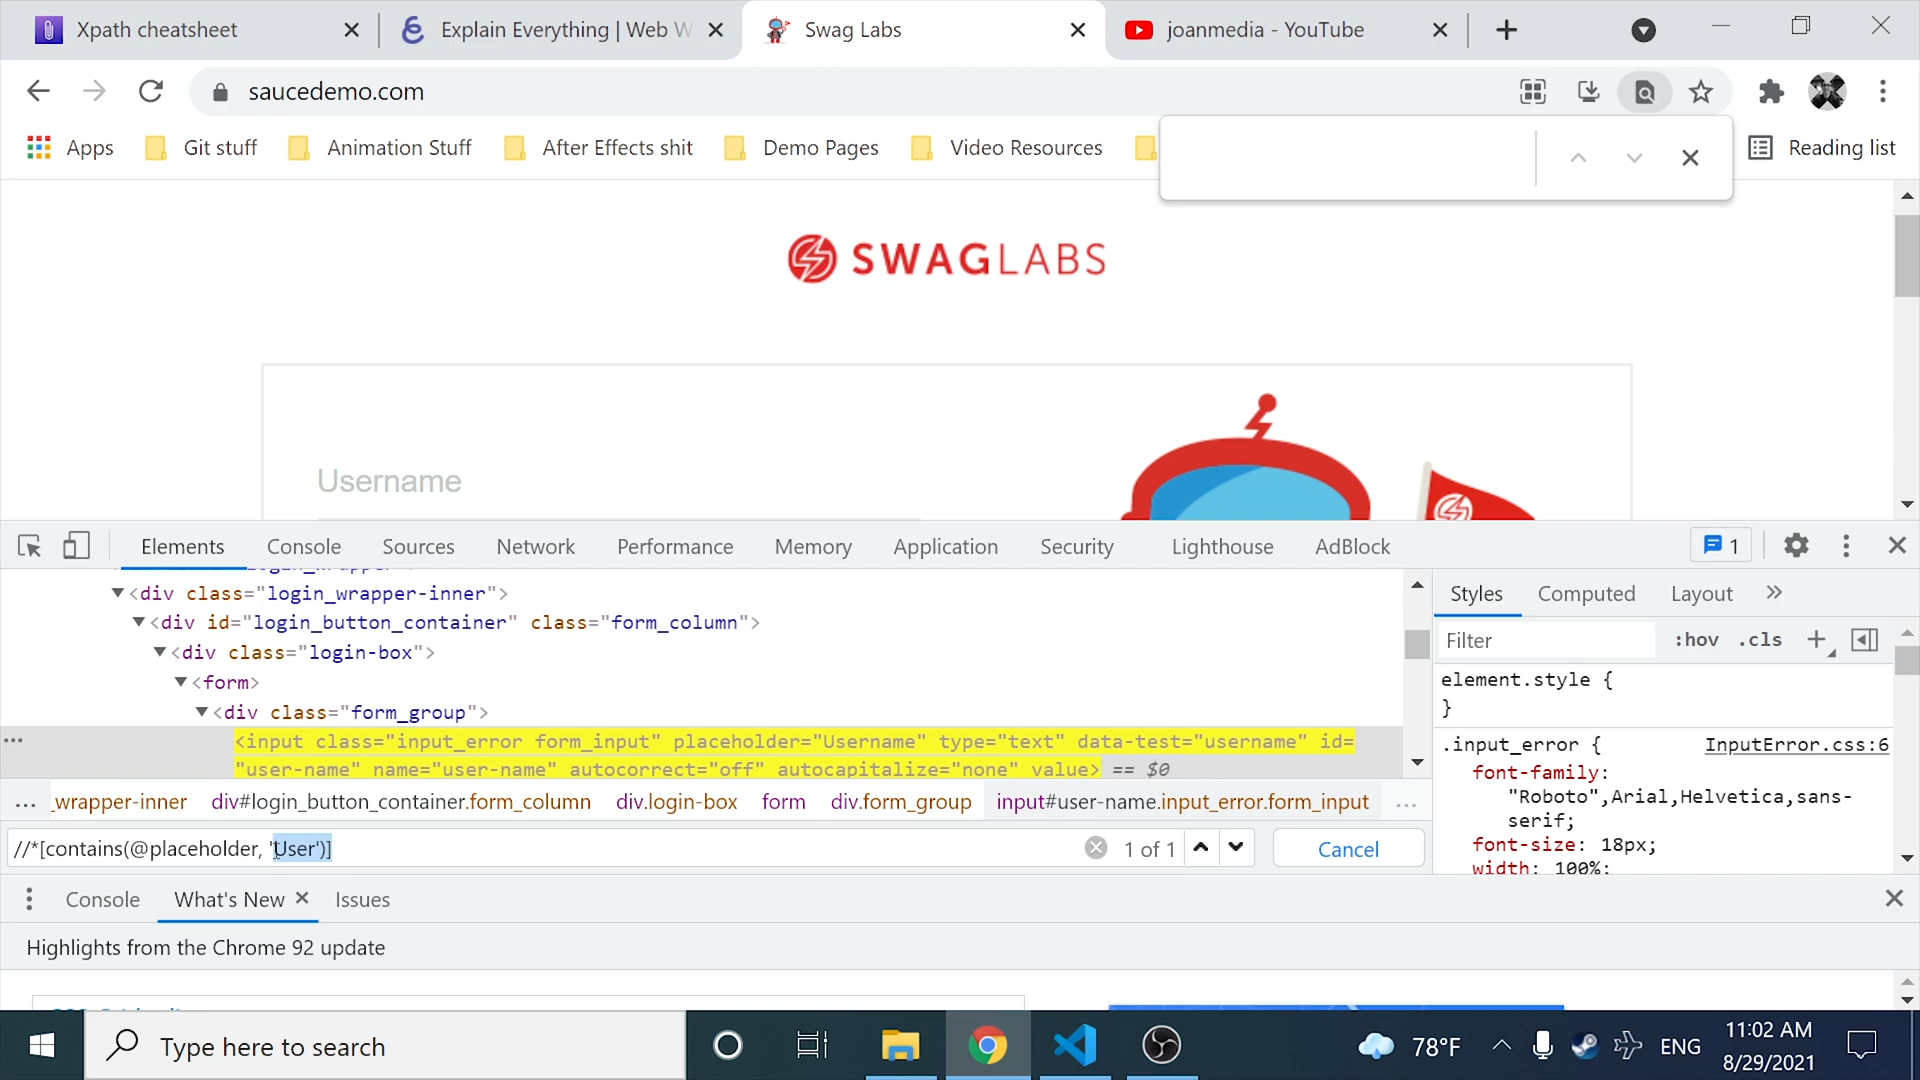 Xpath cheatsheet
Explain Everything | Web W
Swag Labs
joanmedia - YouTube
saucedemo.com
Apps
Git stuff
Animation Stuff
After Effects shit
Demo Pages
Video Resources
Reading list
SWAGLABS
Username
Elements
Console
Sources
Network
Performance
Memory
Application
Security
Lighthouse
AdBlock
1
<div class="login_wrapper-inner">
<div id="login_button_container" class="form_column">
<div class="login-box">
<form>
<div class="form_group">
<input class="input_error form_input" placeholder="Username" type="text" data-test="username" id=
"user-name" name="user-name" autocorrect="off" autocapitalize="none" value> == $0
... _wrapper-inner div#login_button_container.form_column div.login-box form div.form_group input#user-name.input_error.form_input ...
//*[contains(@placeholder, 'User')]
1 of 1
Cancel
Styles
Computed
Layout
Filter
:hov .cls
element.style {
}
.input_error {
InputError.css:6
font-family:
"Roboto",Arial,Helvetica,sans-
serif;
font-size: 18px;
width: 100%;
Console
What's New
Issues
Highlights from the Chrome 92 update
Type here to search
78°F
ENG
11:02 AM
8/29/2021